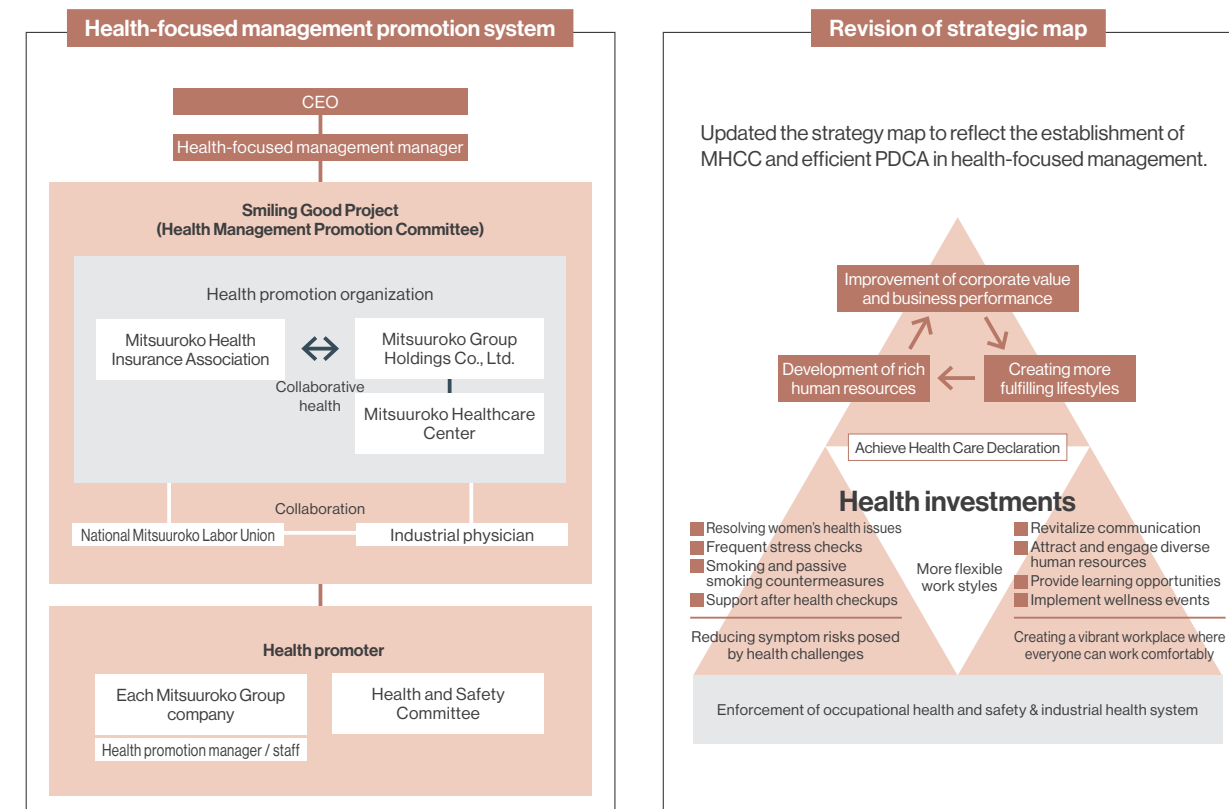 Health-focused management promotion system
CEO
Health-focused management manager
Smiling Good Project
(Health Management Promotion Committee)
Health promotion organization
Mitsuuroko Health
Insurance Association
Mitsuuroko Group
Holdings Co., Ltd.
Collaborative
health
Mitsuuroko Healthcare
Center
Collaboration
National Mitsuuroko Labor Union
Industrial physician
Health promoter
Each Mitsuuroko Group
company
Health promotion manager / staff
Health and Safety
Committee
Revision of strategic map
Updated the strategy map to reflect the establishment of
MHCC and efficient PDCA in health-focused management.
Improvement of corporate value
and business performance
Development of rich
human resources
Creating more
fulfilling lifestyles
Achieve Health Care Declaration
Health investments
Resolving women's health issues
Frequent stress checks
Smoking and passive
smoking countermeasures
Support after health checkups
Reducing symptom risks posed
by health challenges
More flexible
work styles
Revitalize communication
Attract and engage diverse
human resources
Provide learning opportunities
Implement wellness events
Creating a vibrant workplace where
everyone can work comfortably
Enforcement of occupational health and safety & industrial health system